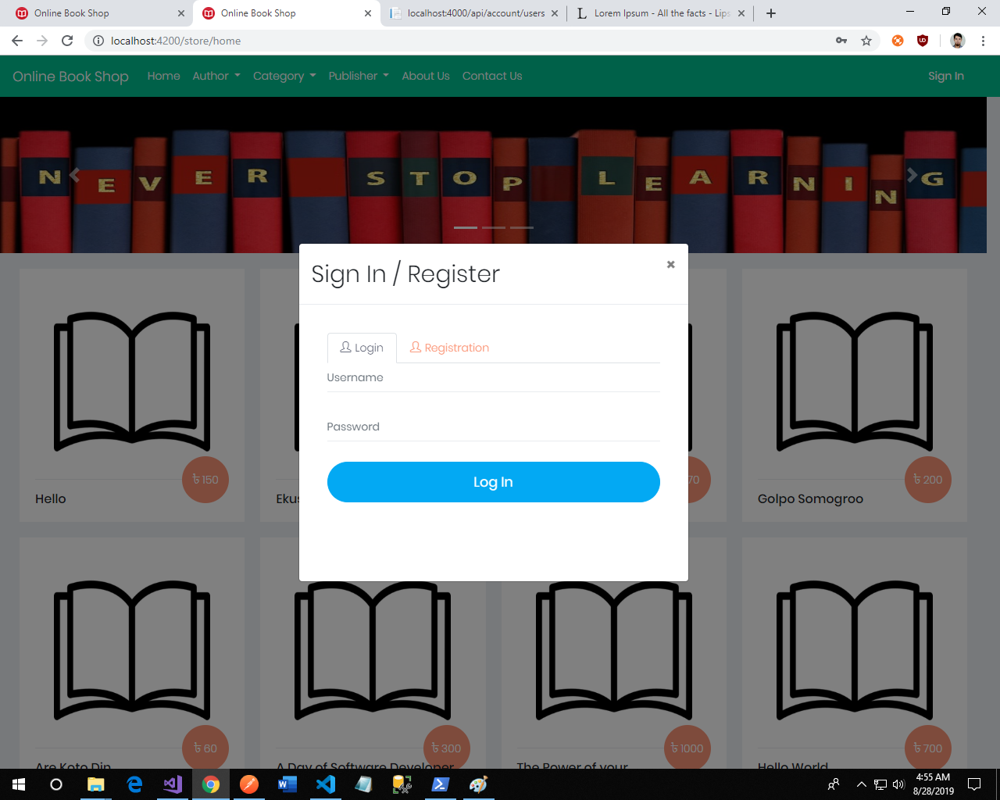 Online Book Shop
Online Book Shop
localhost:4000/api/account/users
Lorem Ipsum - All the facts - Lips
localhost:4200/store/home
Online Book Shop Home Author Category Publisher About Us Contact Us Sign In
NEVER STOP LEARNING
Sign In / Register
Login Registration
Username
Password
Log In
৳ 150
70
৳ 200
Hello
Ekus
Golpo Somogroo
৳ 60
৳ 300
৳ 1000
৳ 700
Are Koto Din
A Day of Software Developer
The Power of your
Hello World
4:55 AM
8/28/2019